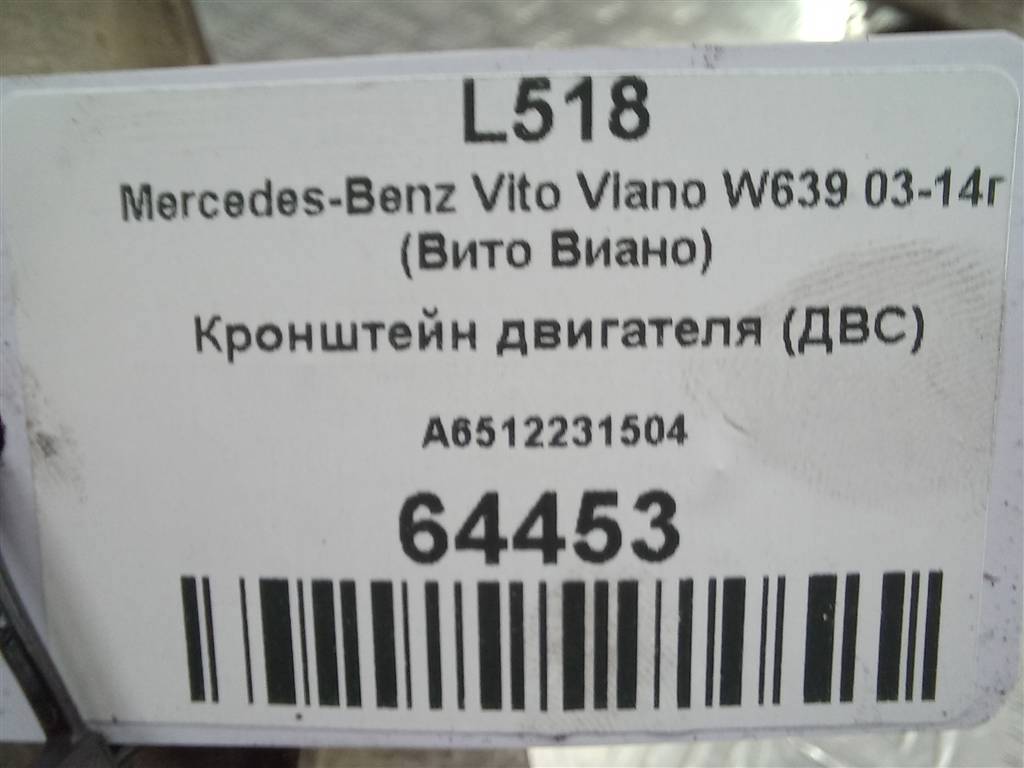 L518
Mercedes-Benz Vito Viano W639 03-14г
(Вито Виано)
Кронштейн двигателя (ДВС)
A6512231504
64453